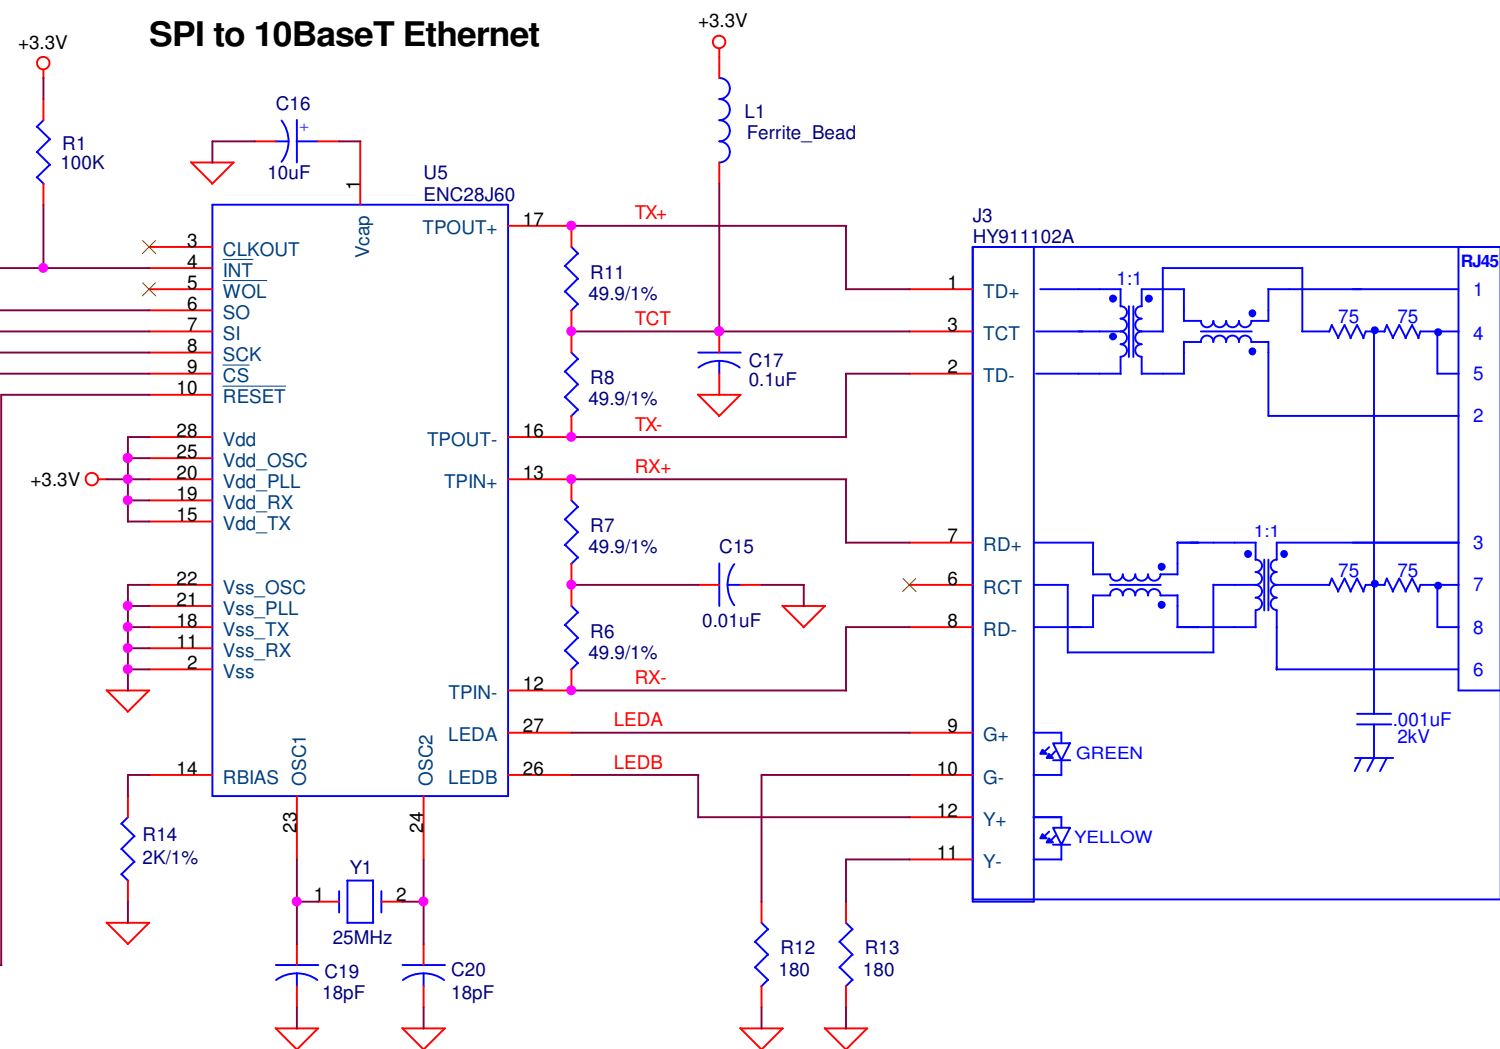 SPI to 10BaseT Ethernet
+3.3V
+3.3V
R1
100K
C16
+
10uF
L1
Ferrite_Bead
U5
ENC28J60
1
Vcap
3 CLKOUT
4 INT
5 WOL
6 SO
7 SI
8 SCK
9 CS
10 RESET
28 Vdd
25 Vdd_OSC
+3.3V
20 Vdd_PLL
19 Vdd_RX
15 Vdd_TX
22 Vss_OSC
21 Vss_PLL
18 Vss_TX
11 Vss_RX
2 Vss
14 RBIAS
OSC1
23
OSC2
24
TPOUT+ 17
TPOUT- 16
TPIN+ 13
TPIN- 12
LEDA 27
LEDB 26
TX+
R11
49.9/1%
TCT
R8
49.9/1%
TX-
C17
0.1uF
RX+
R7
49.9/1%
C15
0.01uF
R6
49.9/1%
RX-
LEDA
LEDB
R14
2K/1%
Y1
1
2
25MHz
C19
18pF
C20
18pF
R12
180
R13
180
J3
HY911102A
1 TD+
3 TCT
2 TD-
7 RD+
6 RCT
8 RD-
9 G+
10 G-
12 Y+
11 Y-
1:1
75
75
1:1
75
75
GREEN
YELLOW
.001uF
2kV
RJ45
1
4
5
2
3
7
8
6